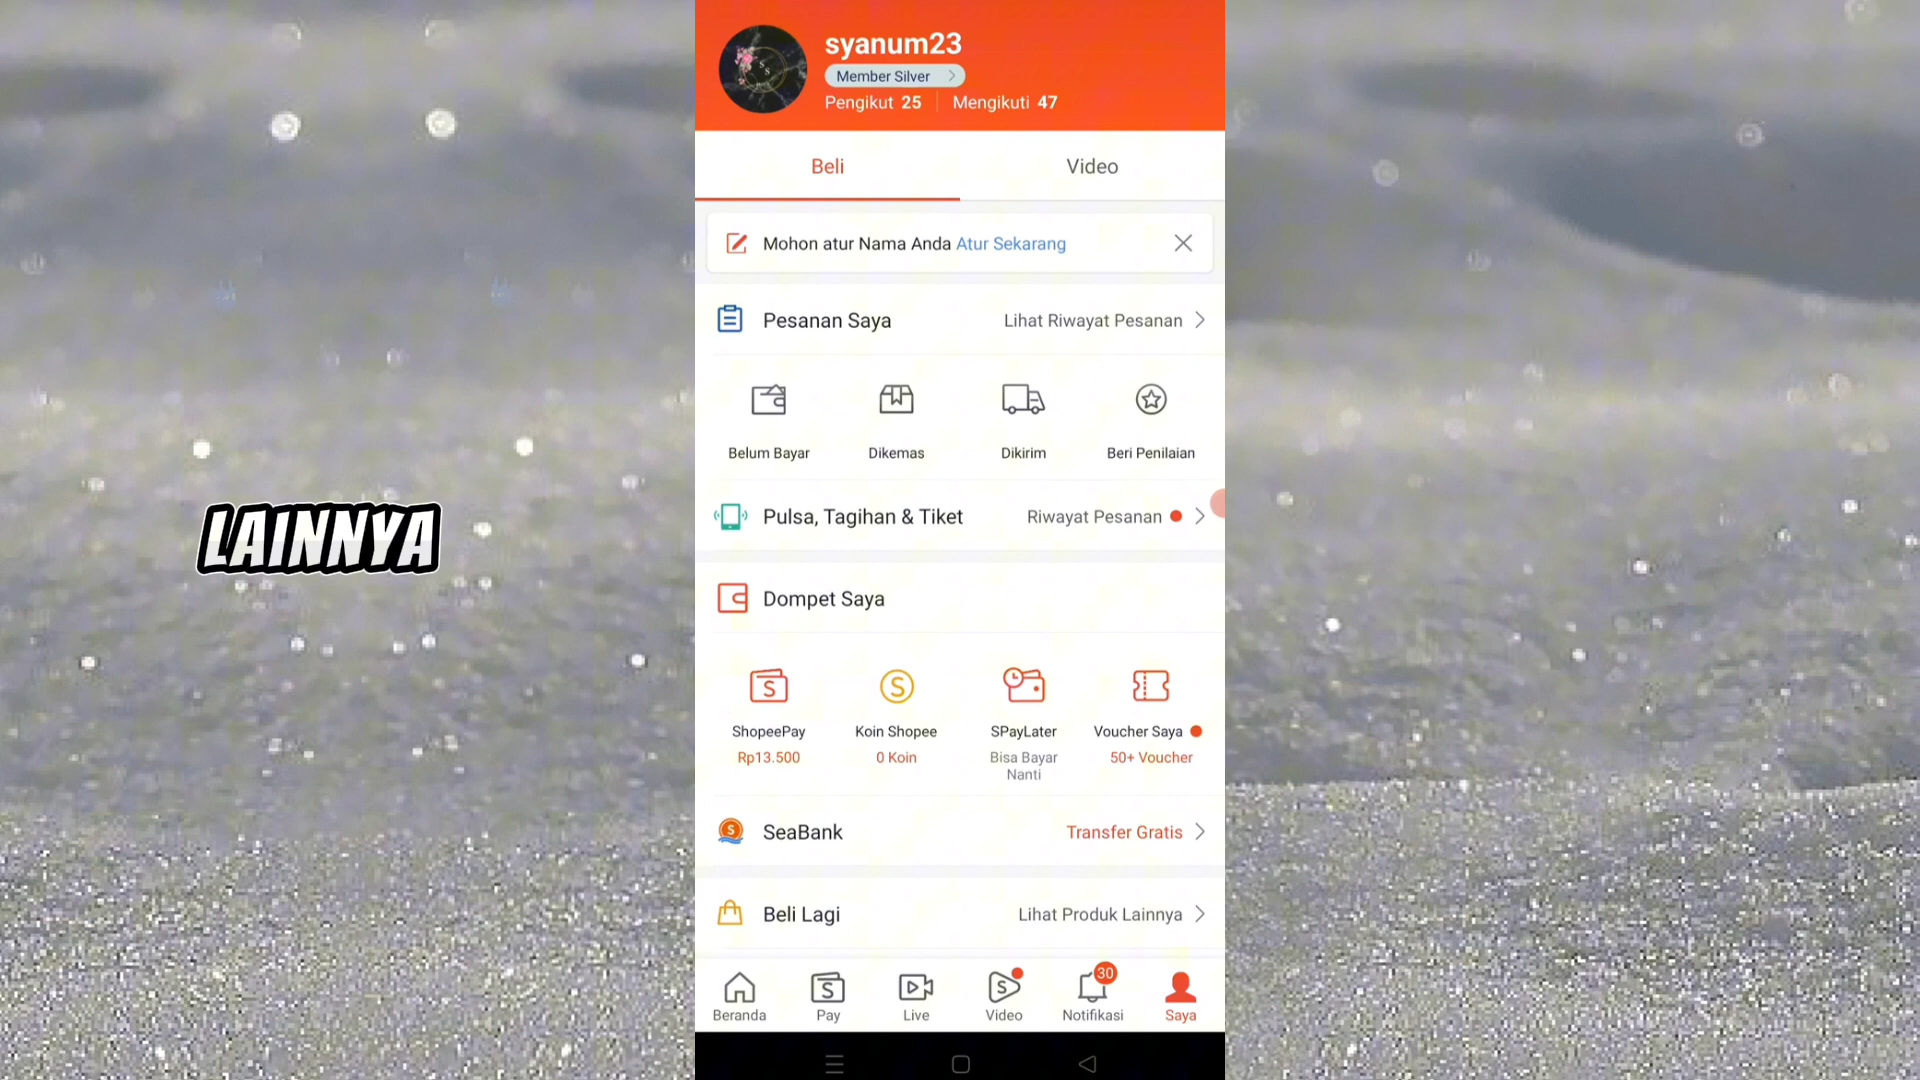 syanum23
Member Silver
Pengikut 25 Mengikuti 47
Beli Video
Mohon atur Nama Anda Atur Sekarang
Pesanan Saya Lihat Riwayat Pesanan
Belum Bayar Dikemas Dikirim Beri Penilaian
LAINNYA
Pulsa, Tagihan & Tiket Riwayat Pesanan
Dompet Saya
ShopeePay Koin Shopee SPayLater Voucher Saya
Rp13.500 0 Koin Bisa Bayar Nanti 50+ Voucher
SeaBank Transfer Gratis
Beli Lagi Lihat Produk Lainnya
30
Beranda Pay Live Video Notifikasi Saya